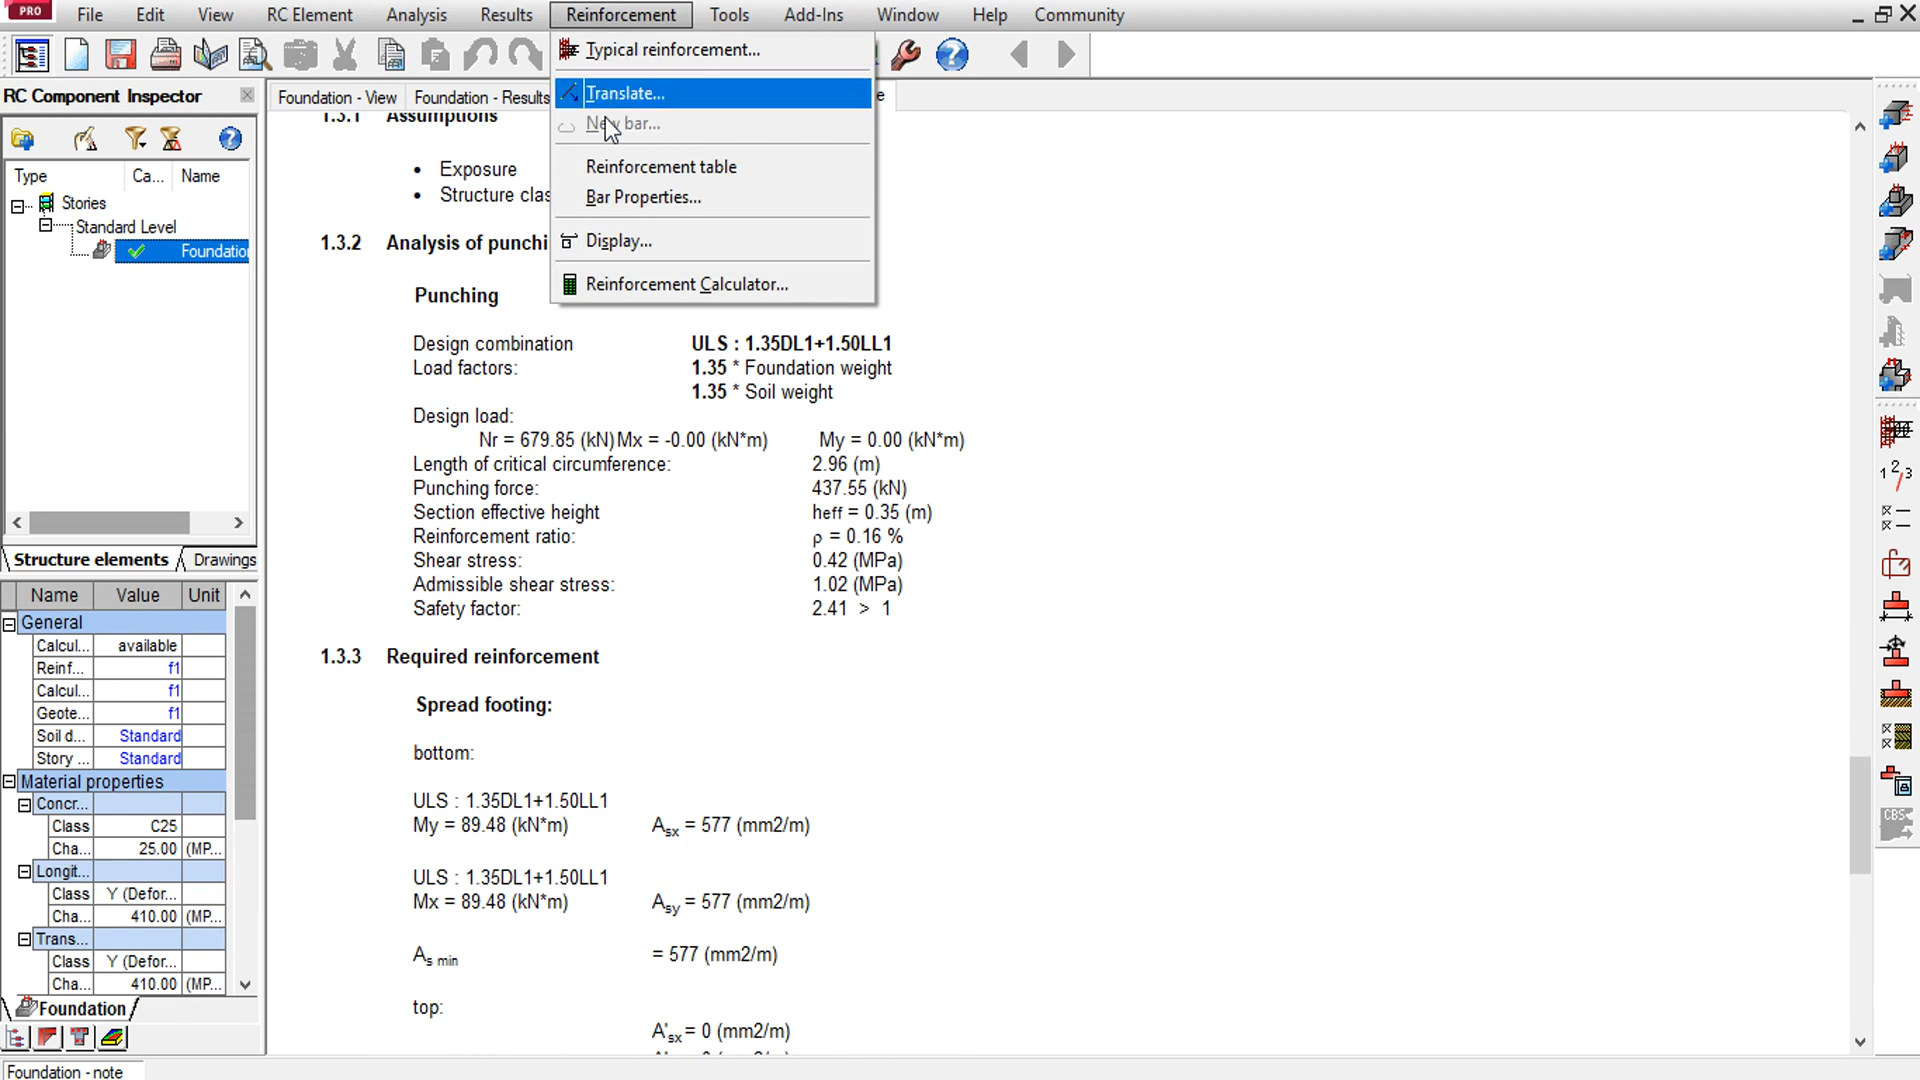 PRO File Edit View RC Element Analysis Results Reinforcement Tools Add-Ins Window Help Community
RC Component Inspector
Type Ca... Name
Stories
Standard Level
Foundatio
Structure elements Drawings
Name Value Unit
General
Calcul... available
Reinf... f1
Calcul... f1
Geote... f1
Soil d... Standard
Story ... Standard
Material properties
Concr...
Class C25
Cha... 25.00 (MP...
Longit...
Class Y (Defor...
Cha... 410.00 (MP...
Trans...
Class Y (Defor...
Cha... 410.00 (MP...
Foundation
Foundation - note
Foundation - View Foundation - Results e
Typical reinforcement...
Translate...
New bar...
Reinforcement table
Bar Properties...
Display...
Reinforcement Calculator...
1.3.1 Assumptions
• Exposure
• Structure clas
1.3.2 Analysis of punchi
Punching
Design combination ULS : 1.35DL1+1.50LL1
Load factors: 1.35 * Foundation weight
1.35 * Soil weight
Design load:
Nr = 679.85 (kN) Mx = -0.00 (kN*m) My = 0.00 (kN*m)
Length of critical circumference: 2.96 (m)
Punching force: 437.55 (kN)
Section effective height heff = 0.35 (m)
Reinforcement ratio: ρ = 0.16 %
Shear stress: 0.42 (MPa)
Admissible shear stress: 1.02 (MPa)
Safety factor: 2.41 > 1
1.3.3 Required reinforcement
Spread footing:
bottom:
ULS : 1.35DL1+1.50LL1
My = 89.48 (kN*m) Asx = 577 (mm2/m)
ULS : 1.35DL1+1.50LL1
Mx = 89.48 (kN*m) Asy = 577 (mm2/m)
As min = 577 (mm2/m)
top:
A'sx = 0 (mm2/m)
1 2/3
CBS